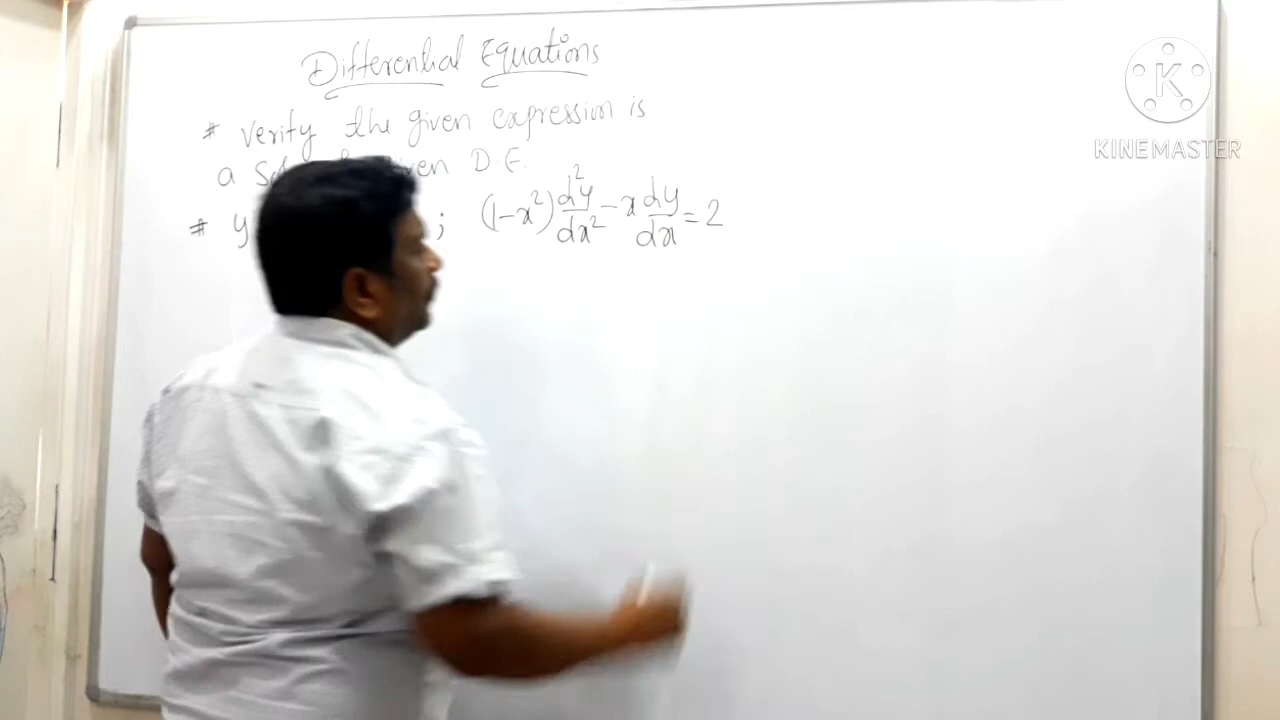 Differential Equations
# Verify the given expression is
a D.E.
# y ; (1-x²) d²y/dx² - x dy/dx = 2
K
KINEMASTER